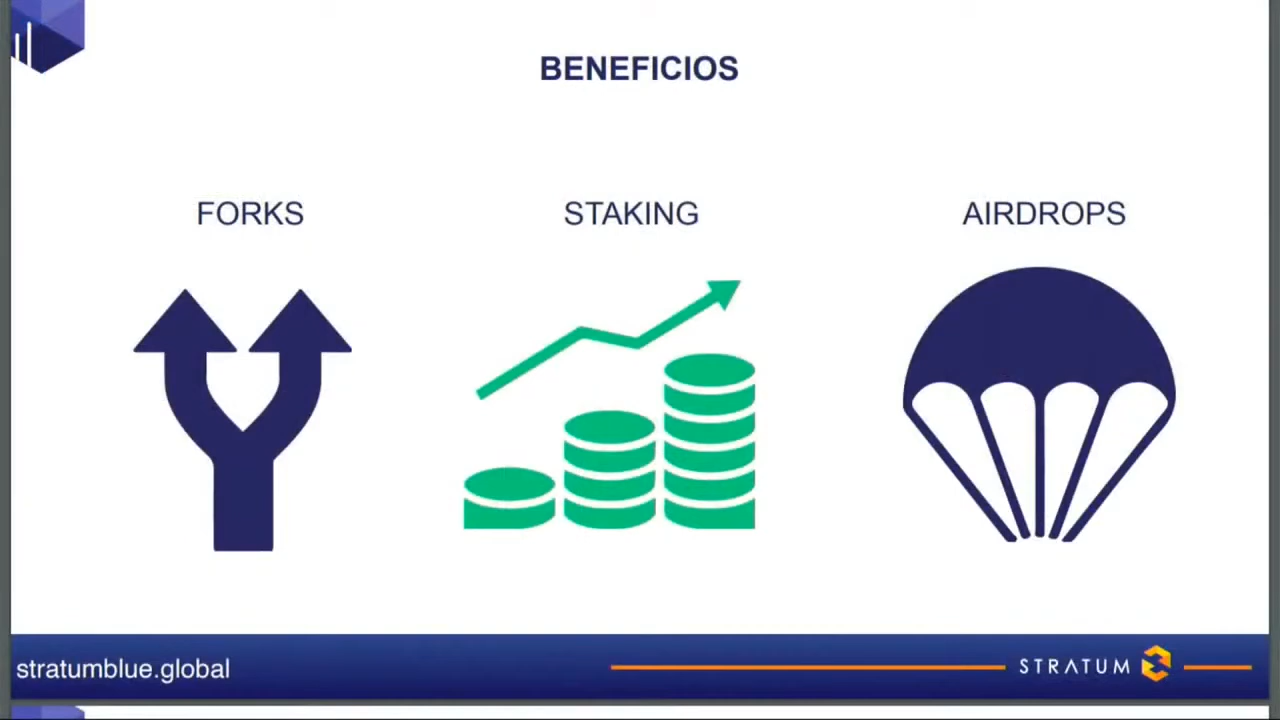 BENEFICIOS
FORKS
STAKING
AIRDROPS
stratumblue.global
STRATUM